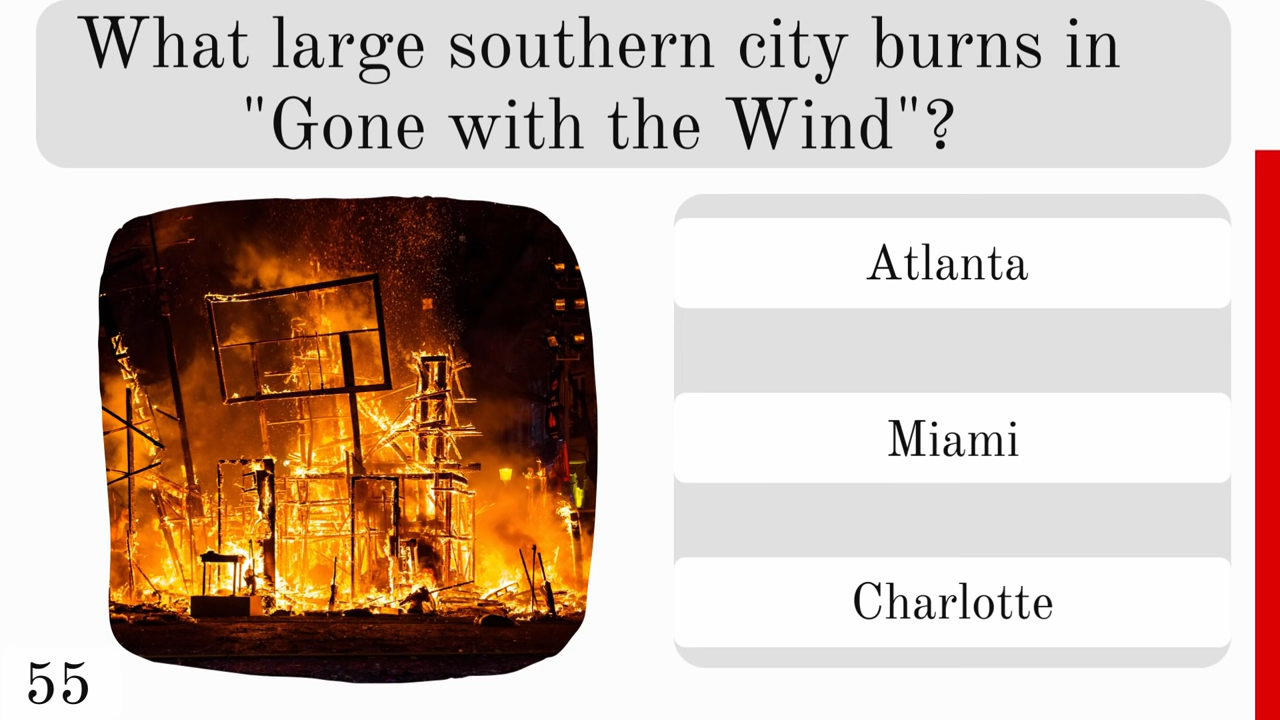 What large southern city burns in
"Gone with the Wind"?
Atlanta
Miami
Charlotte
55